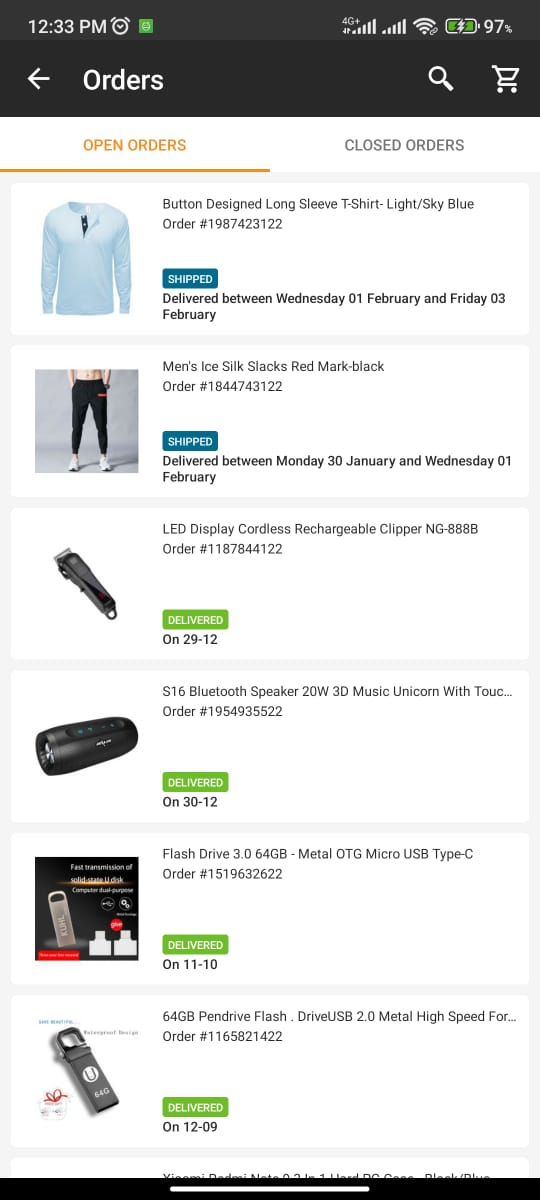 12:33 PM
4G+
97%
Orders
OPEN ORDERS
CLOSED ORDERS
Button Designed Long Sleeve T-Shirt- Light/Sky Blue
Order #1987423122
SHIPPED
Delivered between Wednesday 01 February and Friday 03
February
Men's Ice Silk Slacks Red Mark-black
Order #1844743122
SHIPPED
Delivered between Monday 30 January and Wednesday 01
February
LED Display Cordless Rechargeable Clipper NG-888B
Order #1187844122
DELIVERED
On 29-12
S16 Bluetooth Speaker 20W 3D Music Unicorn With Touc...
Order #1954935522
DELIVERED
On 30-12
Fast transmission of
solid-state U disk
Computer dual-purpose
KUHL
give
Flash Drive 3.0 64GB - Metal OTG Micro USB Type-C
Order #1519632622
DELIVERED
On 11-10
Waterproof Design
64G
64GB Pendrive Flash . DriveUSB 2.0 Metal High Speed For...
Order #1165821422
DELIVERED
On 12-09